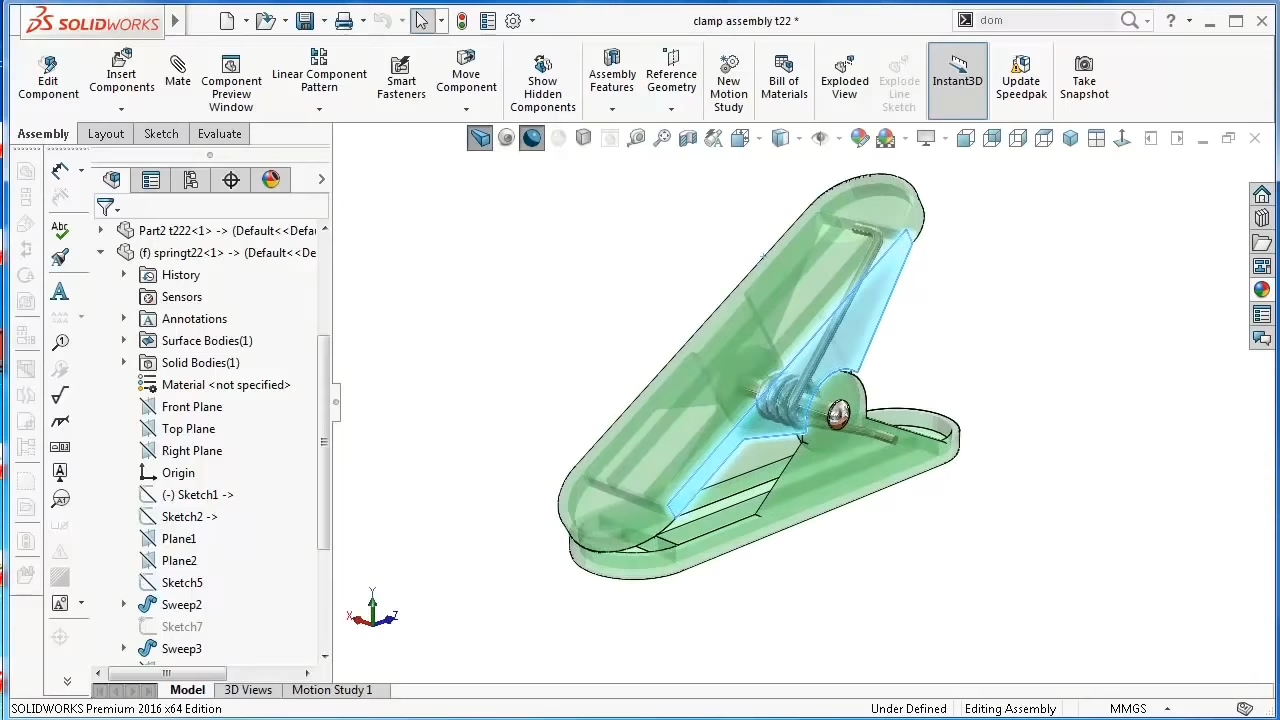 SOLIDWORKS
clamp assembly t22 *
dom
Edit Component
Insert Components
Mate
Component Preview Window
Linear Component Pattern
Smart Fasteners
Move Component
Show Hidden Components
Assembly Features
Reference Geometry
New Motion Study
Bill of Materials
Exploded View
Explode Line Sketch
Instant3D
Update Speedpak
Take Snapshot
Assembly Layout Sketch Evaluate
Part2 t222<1> -> (Default<<Defau
(f) springt22<1> -> (Default<<De
History
Sensors
Annotations
Surface Bodies(1)
Solid Bodies(1)
Material <not specified>
Front Plane
Top Plane
Right Plane
Origin
(-) Sketch1 ->
Sketch2 ->
Plane1
Plane2
Sketch5
Sweep2
Sketch7
Sweep3
Abc
A
Y
X
Z
Model 3D Views Motion Study 1
SOLIDWORKS Premium 2016 x64 Edition
Under Defined
Editing Assembly
MMGS